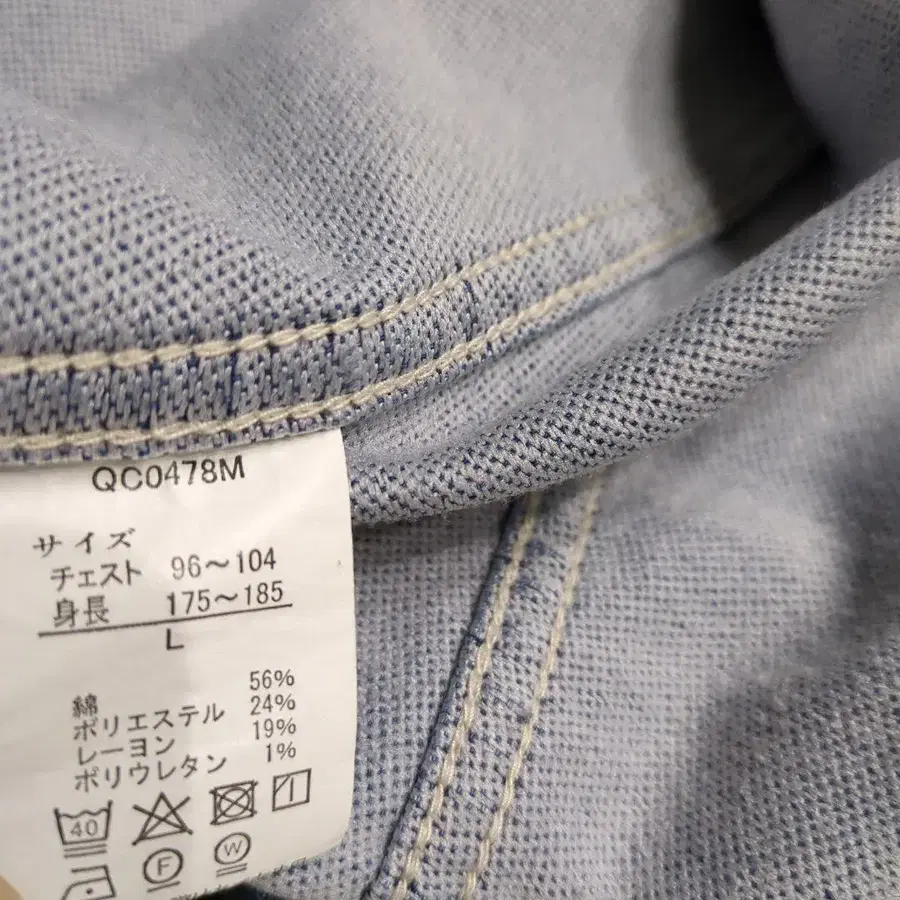 QC0478M
サイズ
チェスト 96～104
身長 175～185
L
綿 56%
ポリエステル 24%
レーヨン 19%
ポリウレタン 1%
40
F W